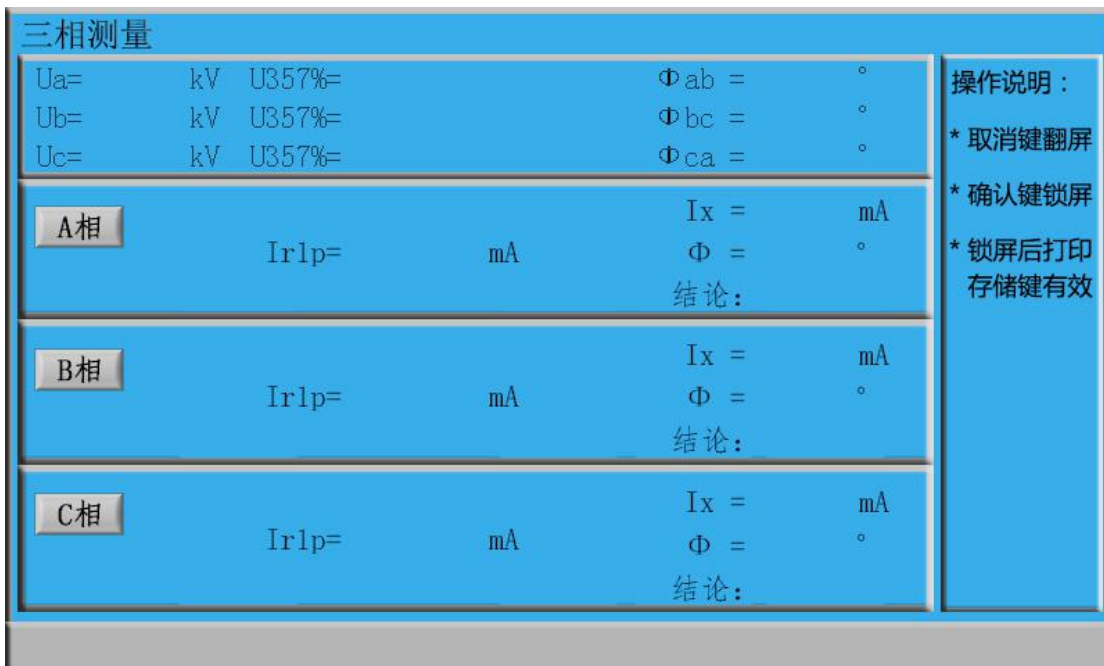 三相测量
Ua= kV U357%= Φab = °
Ub= kV U357%= Φbc = °
Uc= kV U357%= Φca = °
A相
Ix = mA
Ir1p= mA Φ = °
结论:
B相
Ix = mA
Ir1p= mA Φ = °
结论:
C相
Ix = mA
Ir1p= mA Φ = °
结论:
操作说明:
* 取消键翻屏
* 确认键锁屏
* 锁屏后打印
存储键有效